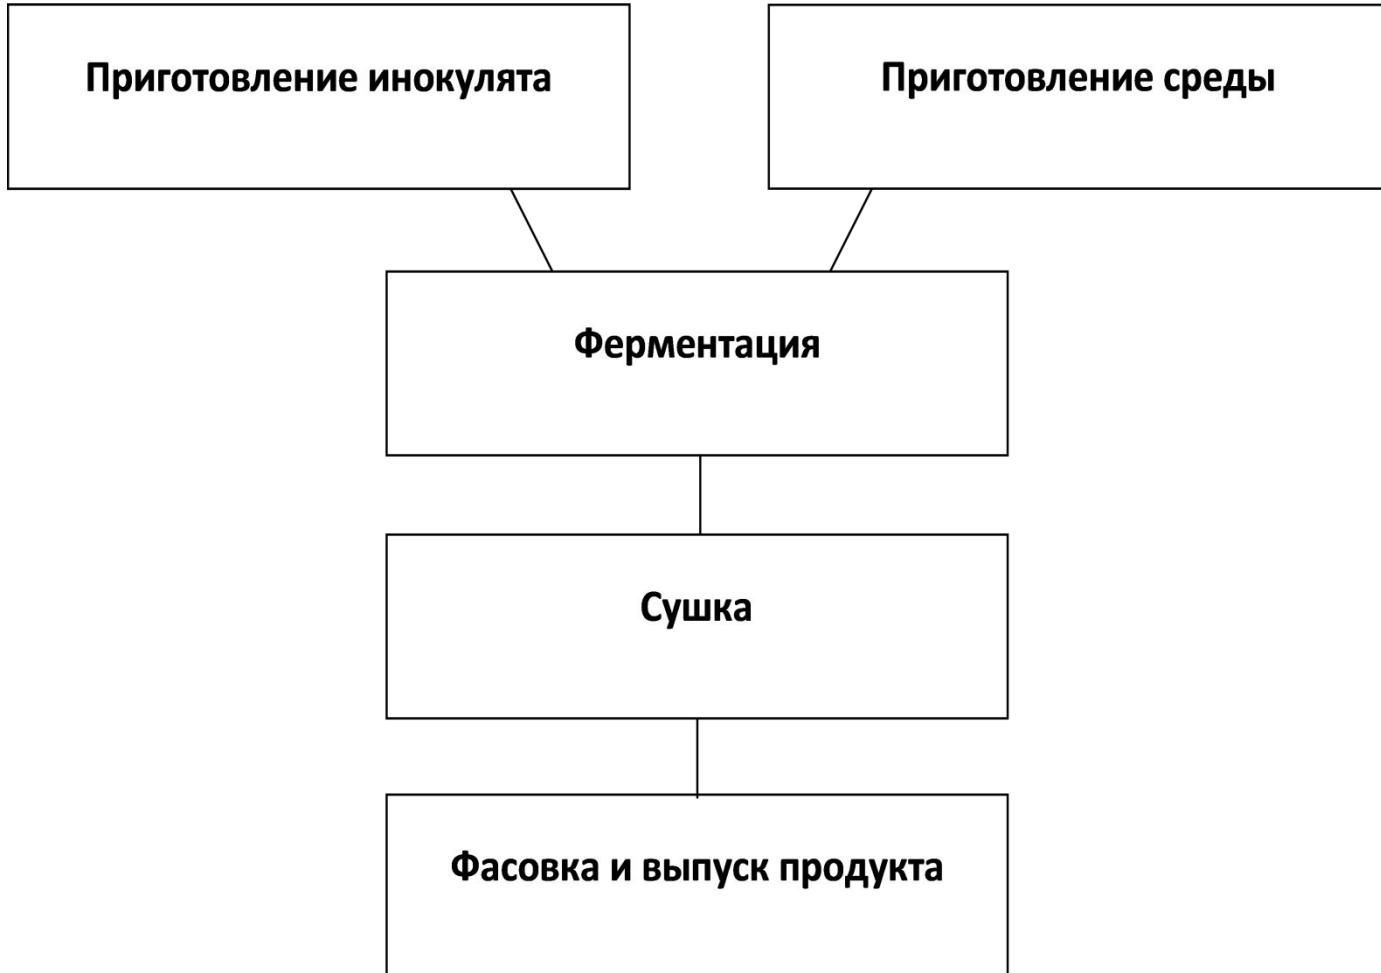 Приготовление инокулята
Приготовление среды
Ферментация
Сушка
Фасовка и выпуск продукта